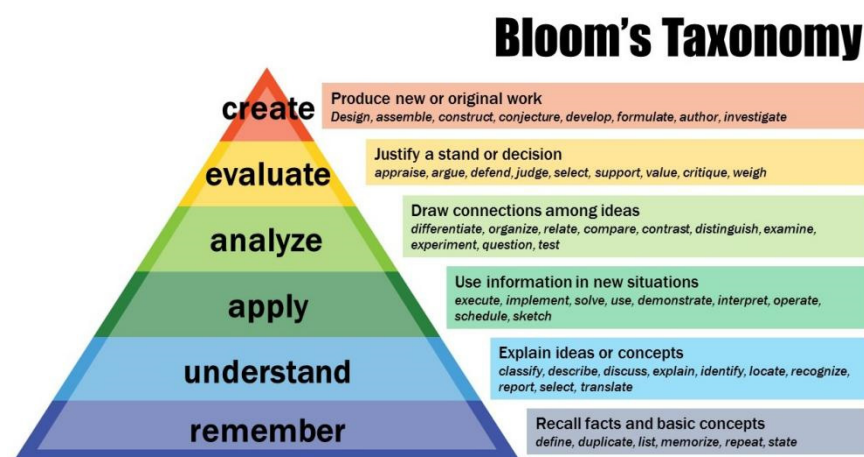 Bloom's Taxonomy
create
Produce new or original work
Design, assemble, construct, conjecture, develop, formulate, author, investigate
evaluate
Justify a stand or decision
appraise, argue, defend, judge, select, support, value, critique, weigh
analyze
Draw connections among ideas
differentiate, organize, relate, compare, contrast, distinguish, examine,
experiment, question, test
apply
Use information in new situations
execute, implement, solve, use, demonstrate, interpret, operate,
schedule, sketch
understand
Explain ideas or concepts
classify, describe, discuss, explain, identify, locate, recognize,
report, select, translate
remember
Recall facts and basic concepts
define, duplicate, list, memorize, repeat, state